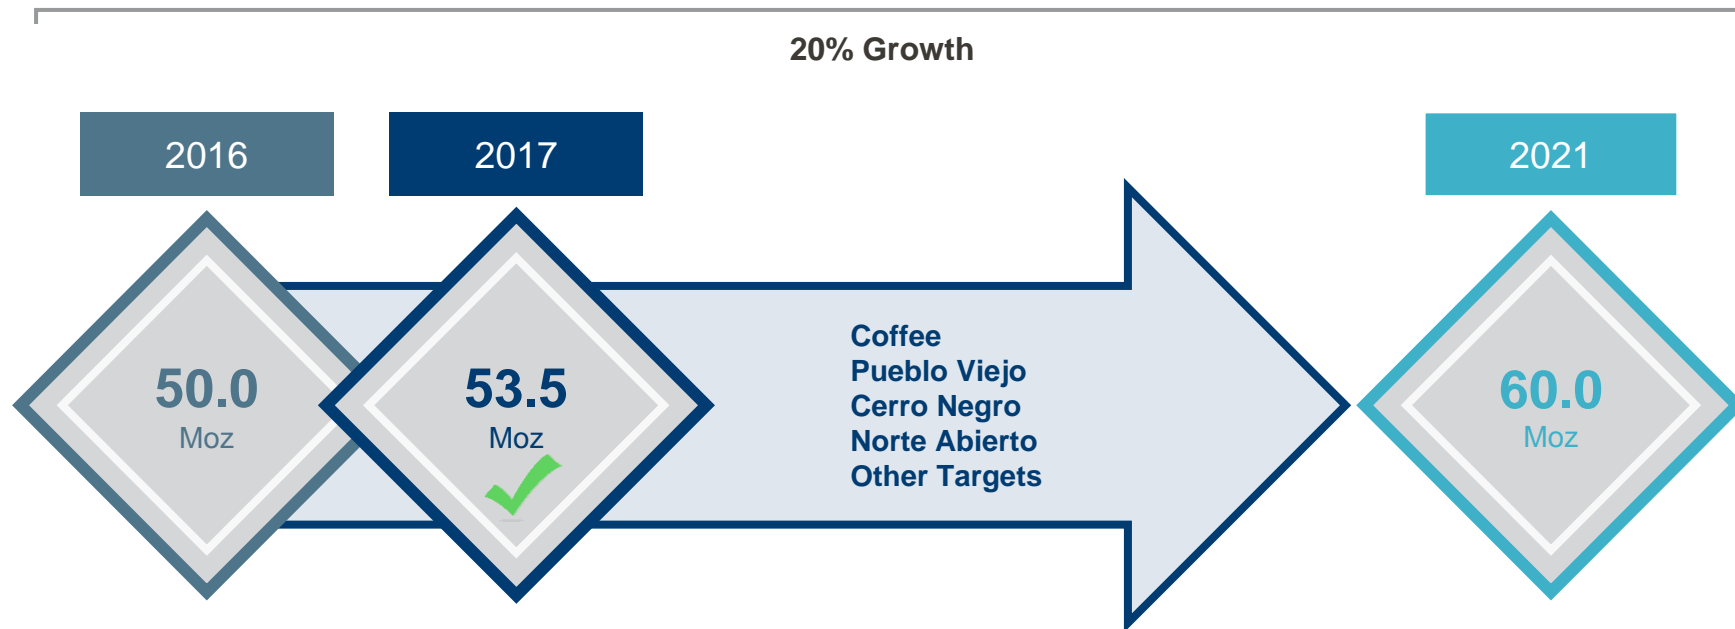 20% Growth
2016
2017
2021
50.0
Moz
53.5
Moz
Coffee
Pueblo Viejo
Cerro Negro
Norte Abierto
Other Targets
60.0
Moz